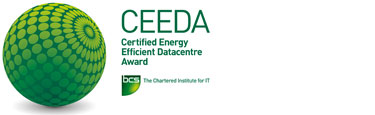 CEEDA
Certified Energy
Efficient Datacentre
Award
bcs The Chartered Institute for IT